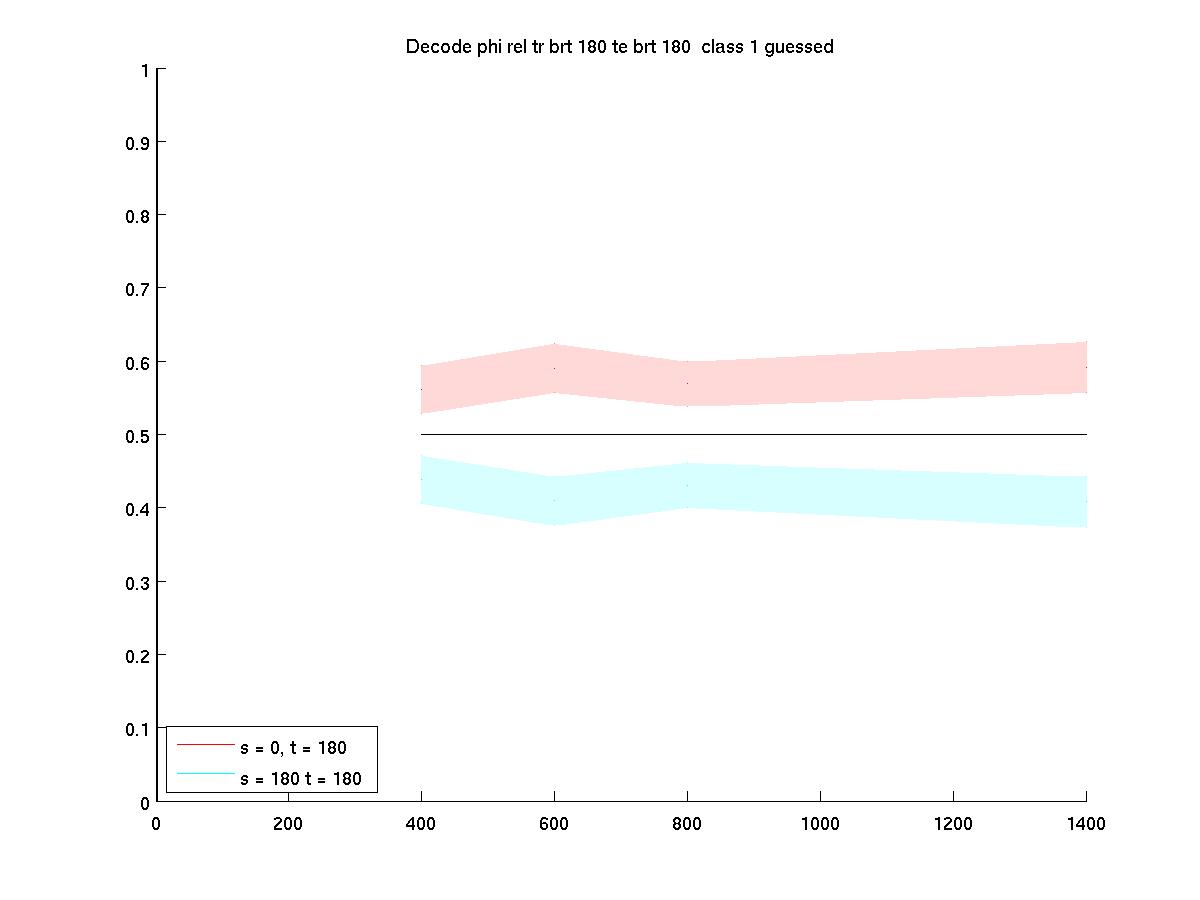 Decode phi rel tr brt 180 te brt 180  class 1 guessed
1
0.9
0.8
0.7
0.6
0.5
0.4
0.3
0.2
0.1
0
s = 0, t = 180
s = 180 t = 180
0 200 400 600 800 1000 1200 1400